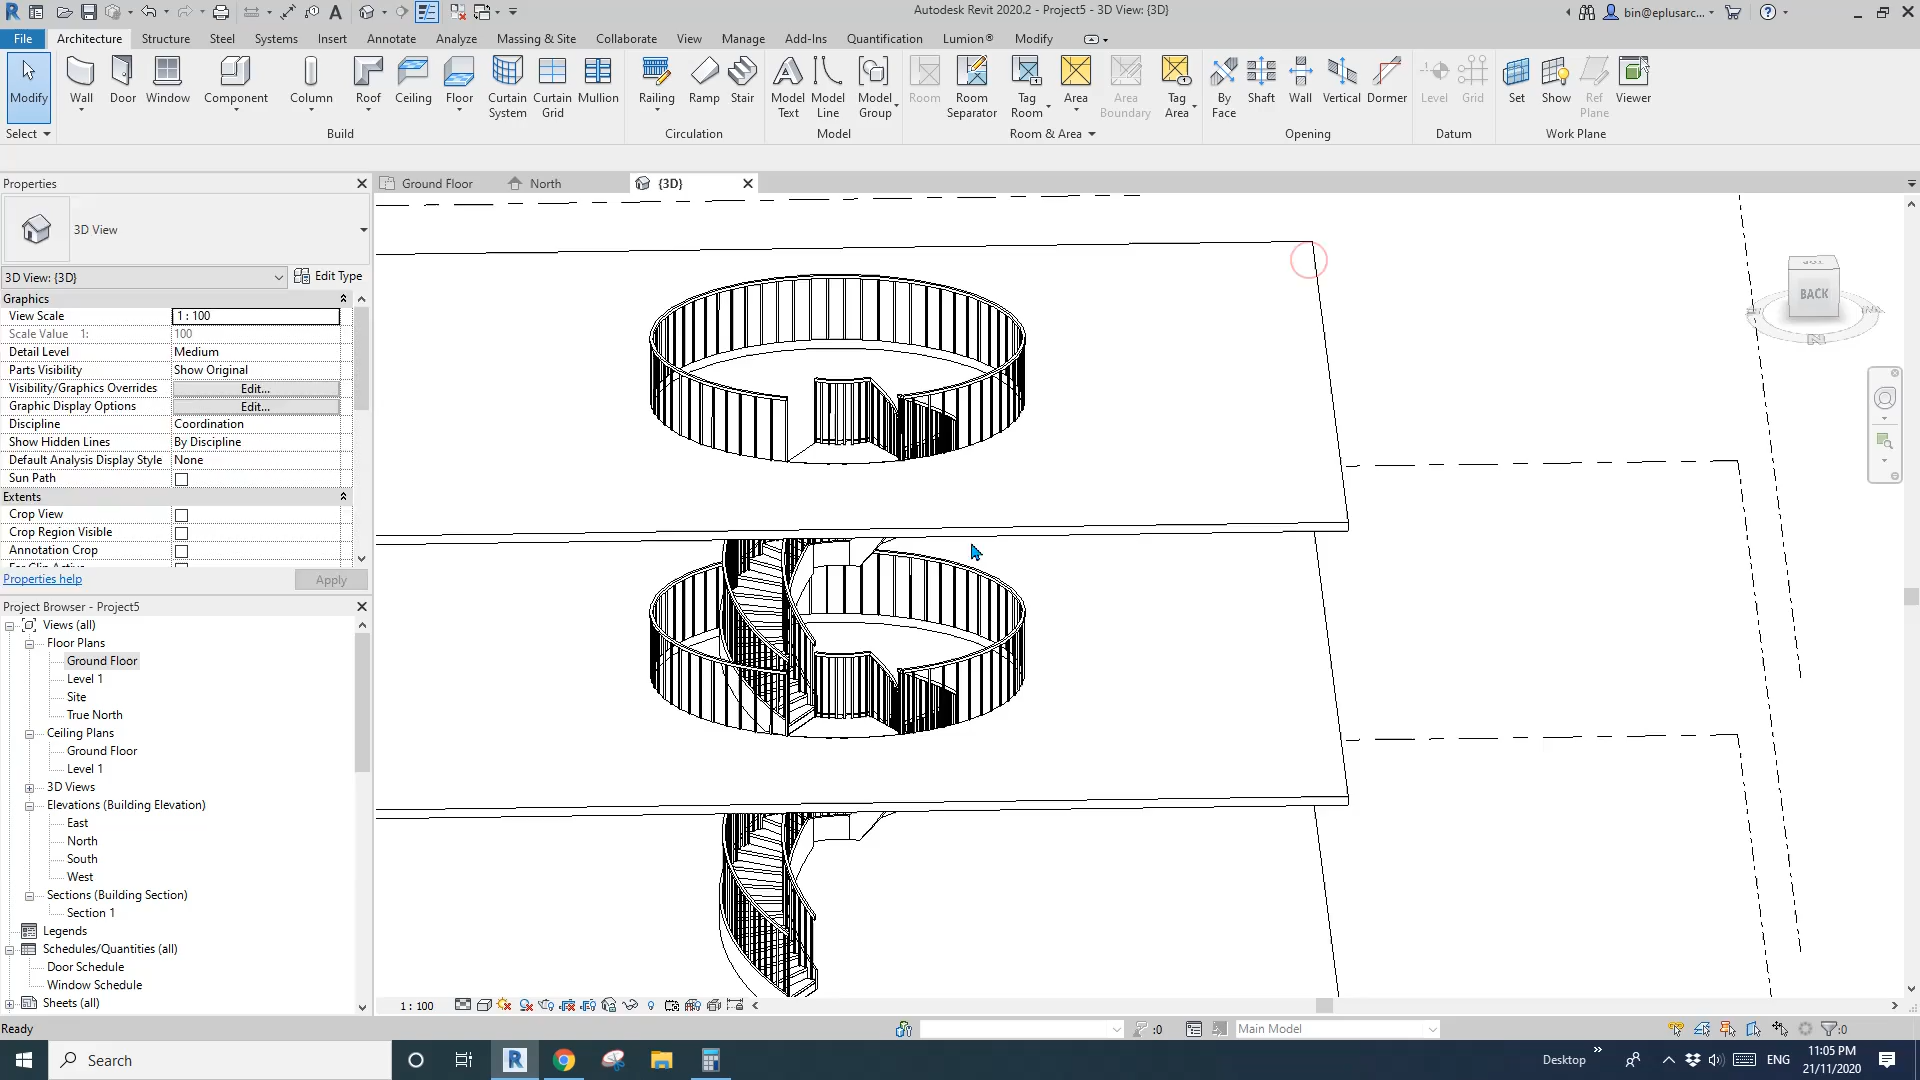 Autodesk Revit 2020.2 - Project5 - 3D View: {3D}
bin@eplusarc...
File Architecture Structure Steel Systems Insert Annotate Analyze Massing & Site Collaborate View Manage Add-Ins Quantification Lumion® Modify
Modify Wall Door Window Component Column Roof Ceiling Floor Curtain System Curtain Grid Mullion Railing Ramp Stair Model Text Model Line Model Group Room Room Separator Tag Room Area Area Boundary Tag Area By Face Shaft Wall Vertical Dormer Level Grid Set Show Ref Plane Viewer
Select Build Circulation Model Room & Area Opening Datum Work Plane
Properties
Ground Floor North {3D}
3D View
3D View: {3D} Edit Type
Graphics
View Scale 1 : 100
Scale Value 1: 100
Detail Level Medium
Parts Visibility Show Original
Visibility/Graphics Overrides Edit...
Graphic Display Options Edit...
Discipline Coordination
Show Hidden Lines By Discipline
Default Analysis Display Style None
Sun Path
Extents
Crop View
Crop Region Visible
Annotation Crop
Properties help Apply
Project Browser - Project5
Views (all)
Floor Plans
Ground Floor
Level 1
Site
True North
Ceiling Plans
Ground Floor
Level 1
3D Views
Elevations (Building Elevation)
East
North
South
West
Sections (Building Section)
Section 1
Legends
Schedules/Quantities (all)
Door Schedule
Window Schedule
Sheets (all)
BACK
1 : 100
Ready
:0
Main Model
:0
Search
Desktop
ENG
11:05 PM
21/11/2020